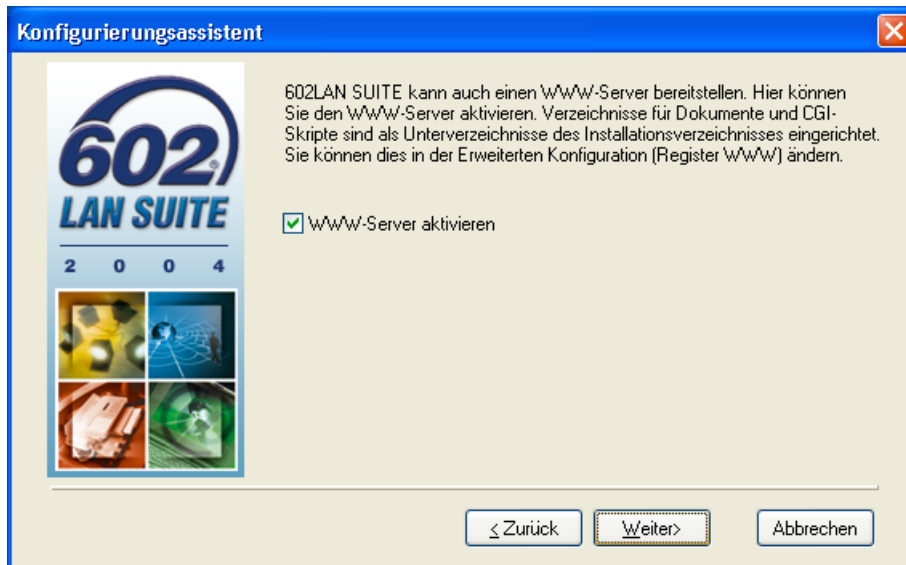 Konfigurierungsassistent
602LAN SUITE kann auch einen WWW-Server bereitstellen. Hier können
Sie den WWW-Server aktivieren. Verzeichnisse für Dokumente und CGI-
Skripte sind als Unterverzeichnisse des Installationsverzeichnisses eingerichtet.
Sie können dies in der Erweiterten Konfiguration (Register WWW) ändern.
602®
LAN SUITE
2 0 0 4
WWW-Server aktivieren
< Zurück
Weiter>
Abbrechen